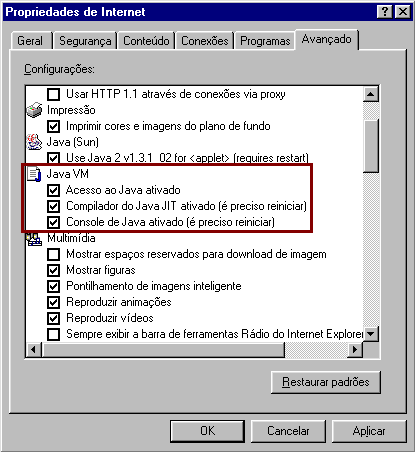 Propriedades de Internet
Geral Segurança Conteúdo Conexões Programas Avançado
Configurações:
Usar HTTP 1.1 através de conexões via proxy
Impressão
Imprimir cores e imagens do plano de fundo
Java (Sun)
Use Java 2 v1.3.1_02 for <applet> (requires restart)
Java VM
Acesso ao Java ativado
Compilador do Java JIT ativado (é preciso reiniciar)
Console de Java ativado (é preciso reiniciar)
Multimídia
Mostrar espaços reservados para download de imagem
Mostrar figuras
Pontilhamento de imagens inteligente
Reproduzir animações
Reproduzir vídeos
Sempre exibir a barra de ferramentas Rádio do Internet Explorer
Restaurar padrões
OK Cancelar Aplicar